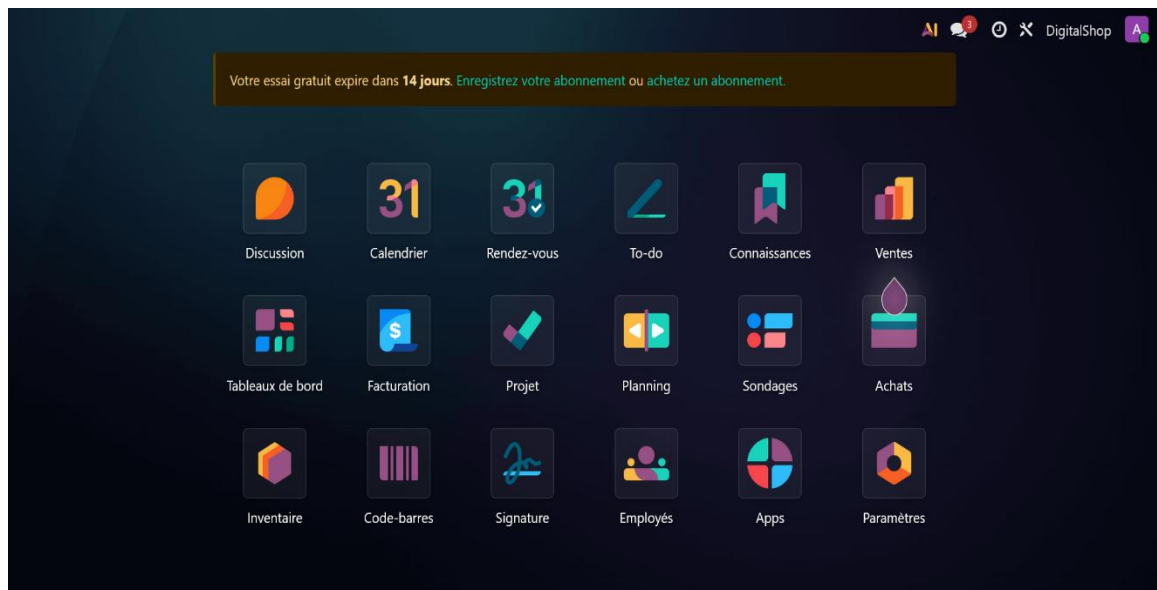 AI 3 DigitalShop A
Votre essai gratuit expire dans 14 jours. Enregistrez votre abonnement ou achetez un abonnement.
31 31
Discussion Calendrier Rendez-vous To-do Connaissances Ventes
$
Tableaux de bord Facturation Projet Planning Sondages Achats
Inventaire Code-barres Signature Employés Apps Paramètres